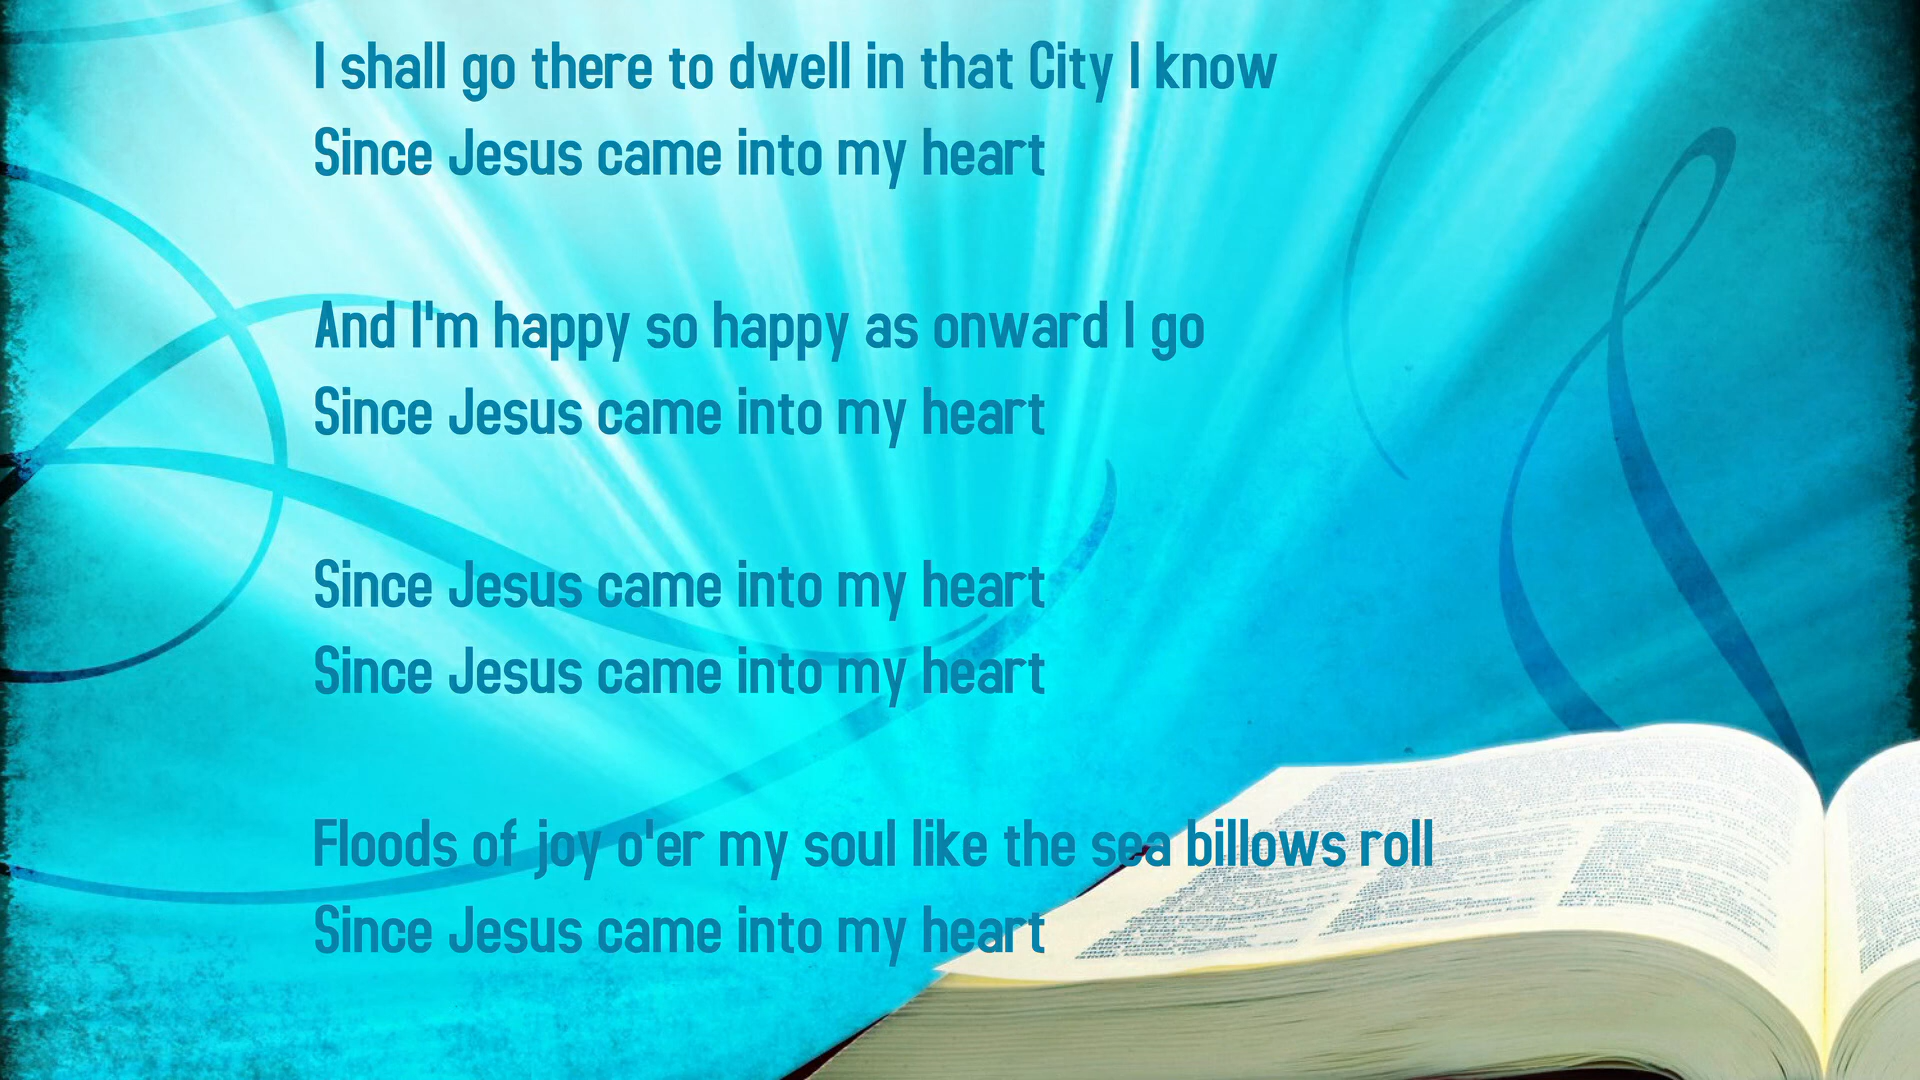 I shall go there to dwell in that City I know
Since Jesus came into my heart
And I'm happy so happy as onward I go
Since Jesus came into my heart
Since Jesus came into my heart
Since Jesus came into my heart
Floods of joy o'er my soul like the sea billows roll
Since Jesus came into my heart